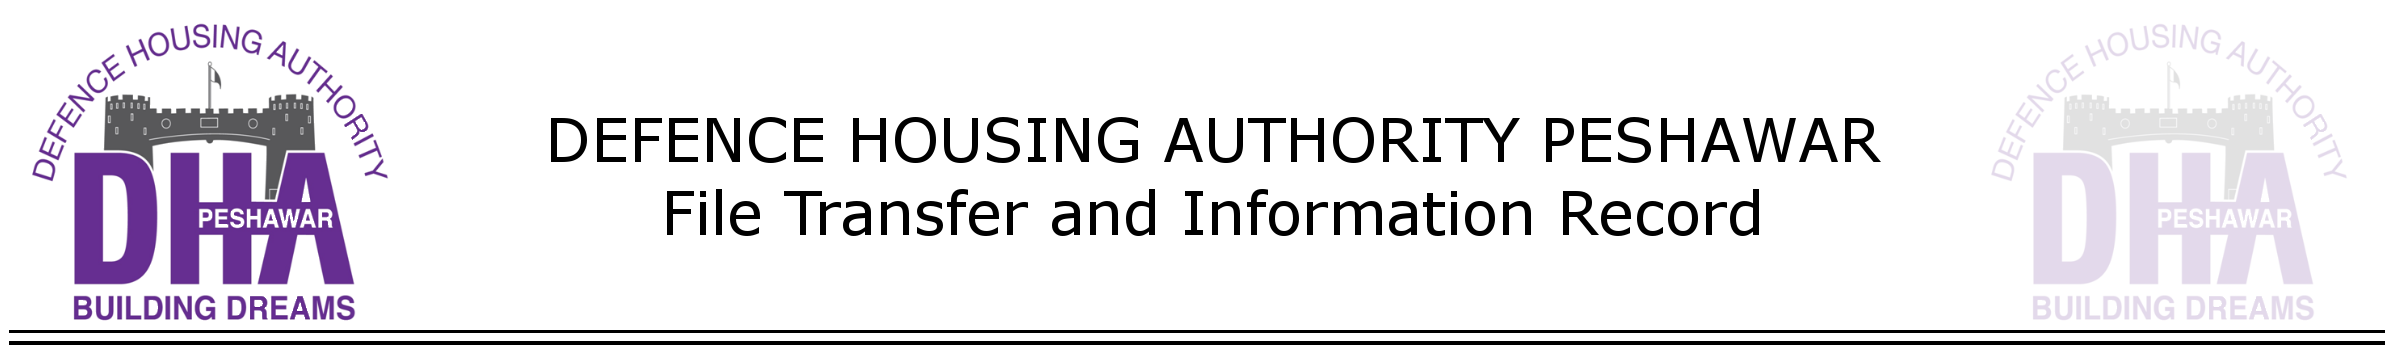 DEFENCE HOUSING AUTHORITY
DHA
PESHAWAR
BUILDING DREAMS
DEFENCE HOUSING AUTHORITY PESHAWAR
File Transfer and Information Record
DEFENCE HOUSING AUTHORITY
DHA
PESHAWAR
BUILDING DREAMS